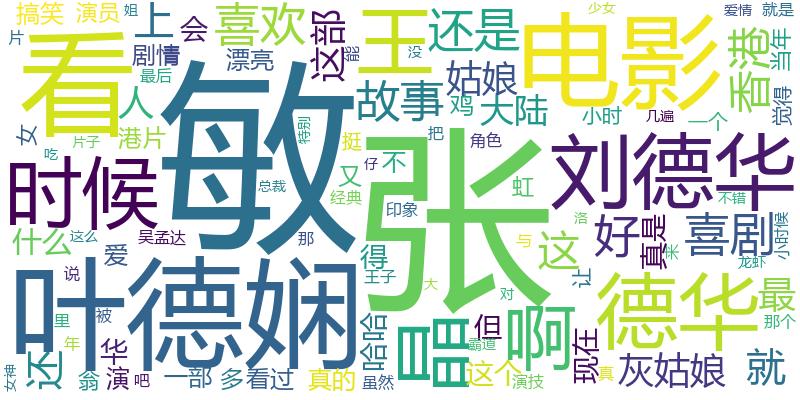 搞笑
演员
姐
上
会
喜欢
这部
王
还是
电影
少女
爱情
就是
片
看
剧情
漂亮
能
没
姑娘
香港
当年
最后
敏
故事
鸡
大陆
小时
几遍
一个
觉得
人
女
港片
片子
特别
挺
把
角色
张
刘德华
时候
吃
总裁
仔
又
不
经典
印象
虹
不错
什么
这么
吴孟达
那
得
这
好
真是
喜剧
小时候
爱
叶德娴
王子
与
洛
来
龙虾
说
里
被
大
对
让
德华
最
那个
还
年
华
哈哈
晶
但
啊
霸道
现在
女神
翁
演
吧
一部
多
看过
真的
虽然
这个
演技
真
灰姑娘
就